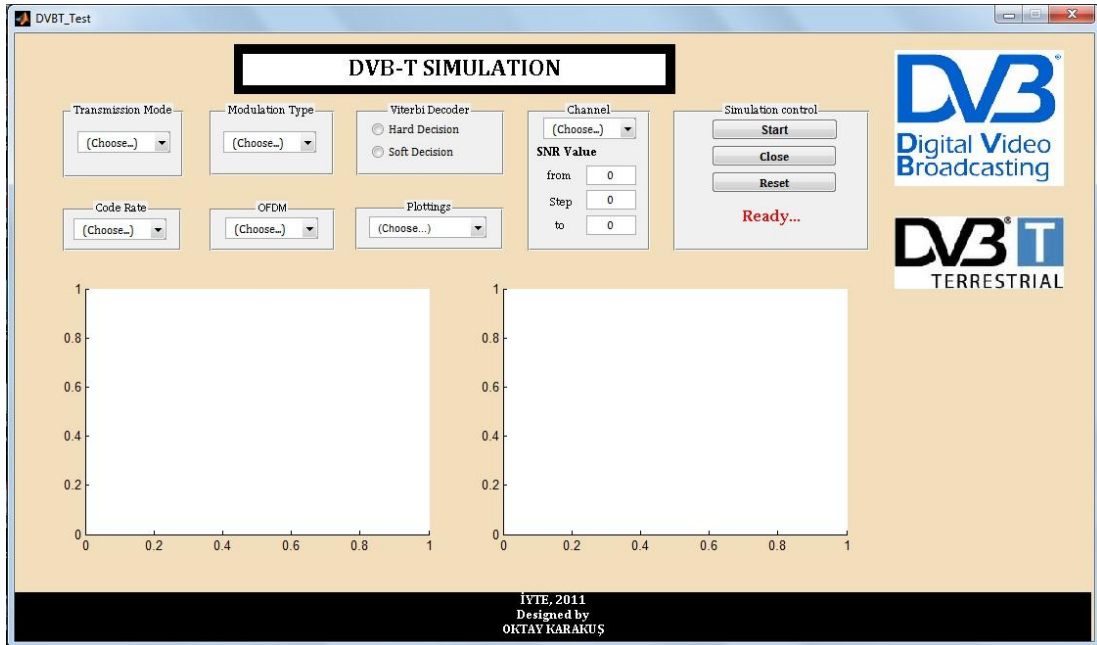 DVBT_Test
DVB-T SIMULATION
Transmission Mode
(Choose...)
Modulation Type
(Choose...)
Viterbi Decoder
Hard Decision
Soft Decision
Channel
(Choose...)
SNR Value
from 0
Step 0
to 0
Simulation control
Start
Close
Reset
Ready...
Code Rate
(Choose...)
OFDM
(Choose...)
Plottings
(Choose...)
DVB®
Digital Video
Broadcasting
DVB® T
TERRESTRIAL
1
0.8
0.6
0.4
0.2
0
0 0.2 0.4 0.6 0.8 1
1
0.8
0.6
0.4
0.2
0
0 0.2 0.4 0.6 0.8 1
İYTE, 2011
Designed by
OKTAY KARAKUŞ